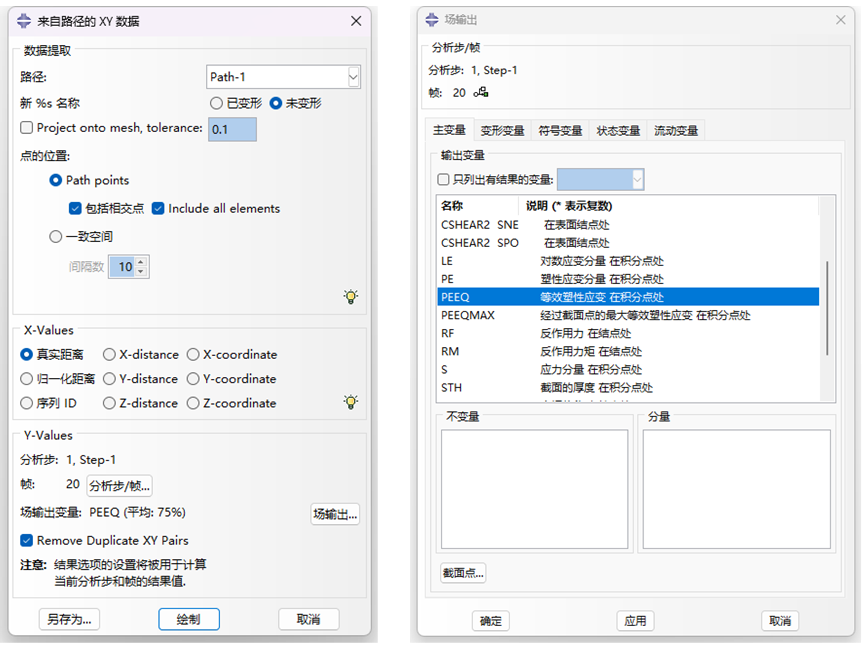 来自路径的 XY 数据
数据提取
路径:
Path-1
新 %s 名称
已变形
未变形
Project onto mesh, tolerance:
0.1
点的位置:
Path points
包括相交点
Include all elements
一致空间
间隔数
10
X-Values
真实距离
X-distance
X-coordinate
归一化距离
Y-distance
Y-coordinate
序列 ID
Z-distance
Z-coordinate
Y-Values
分析步: 1, Step-1
帧: 20
分析步/帧...
场输出变量: PEEQ (平均: 75%)
场输出...
Remove Duplicate XY Pairs
注意: 结果选项的设置将被用于计算
当前分析步和帧的结果值.
另存为...
绘制
取消
场输出
分析步/帧
分析步: 1, Step-1
帧: 20
主变量
变形变量
符号变量
状态变量
流动变量
输出变量
只列出有结果的变量:
名称 说明 (* 表示复数)
CSHEAR2 SNE 在表面结点处
CSHEAR2 SPO 在表面结点处
LE 对数应变分量 在积分点处
PE 塑性应变分量 在积分点处
PEEQ 等效塑性应变 在积分点处
PEEQMAX 经过截面点的最大等效塑性应变 在积分点处
RF 反作用力 在结点处
RM 反作用力矩 在结点处
S 应力分量 在积分点处
STH 截面的厚度 在积分点处
不变量
分量
截面点...
确定
应用
取消